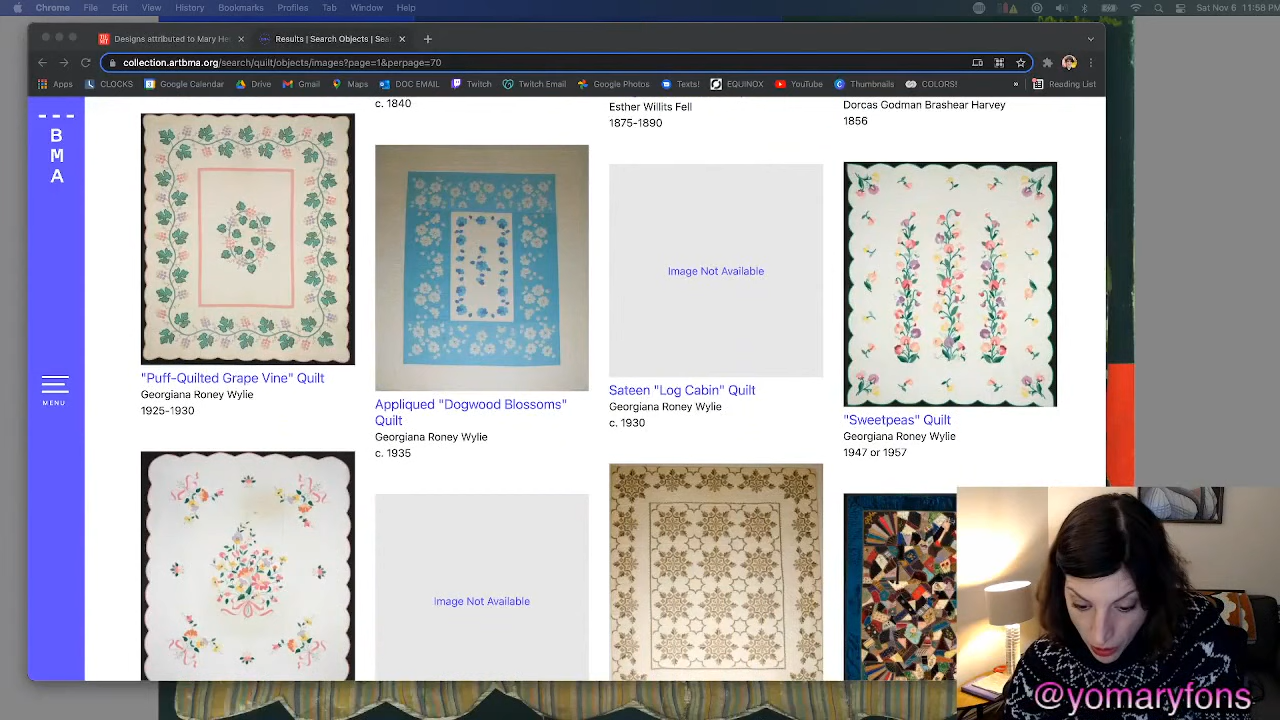 Chrome File Edit View History Bookmarks Profiles Tab Window Help
Sat Nov 6 11:58 PM
Designs attributed to Mary He
Results | Search Objects | Sea
collection.artbma.org/search/quilt/objects/images?page=1&perpage=70
Apps CLOCKS Google Calendar Drive Gmail Maps DOC EMAIL Twitch Twitch Email Google Photos Texts! EQUINOX YouTube Thumbnails COLORS! » Reading List
B
M
A
MENU
c. 1840
Esther Willits Fell
1875-1890
Dorcas Godman Brashear Harvey
1856
"Puff-Quilted Grape Vine" Quilt
Georgiana Roney Wylie
1925-1930
Appliqued "Dogwood Blossoms"
Quilt
Georgiana Roney Wylie
c. 1935
Image Not Available
Sateen "Log Cabin" Quilt
Georgiana Roney Wylie
c. 1930
"Sweetpeas" Quilt
Georgiana Roney Wylie
1947 or 1957
Image Not Available
@yomaryfons